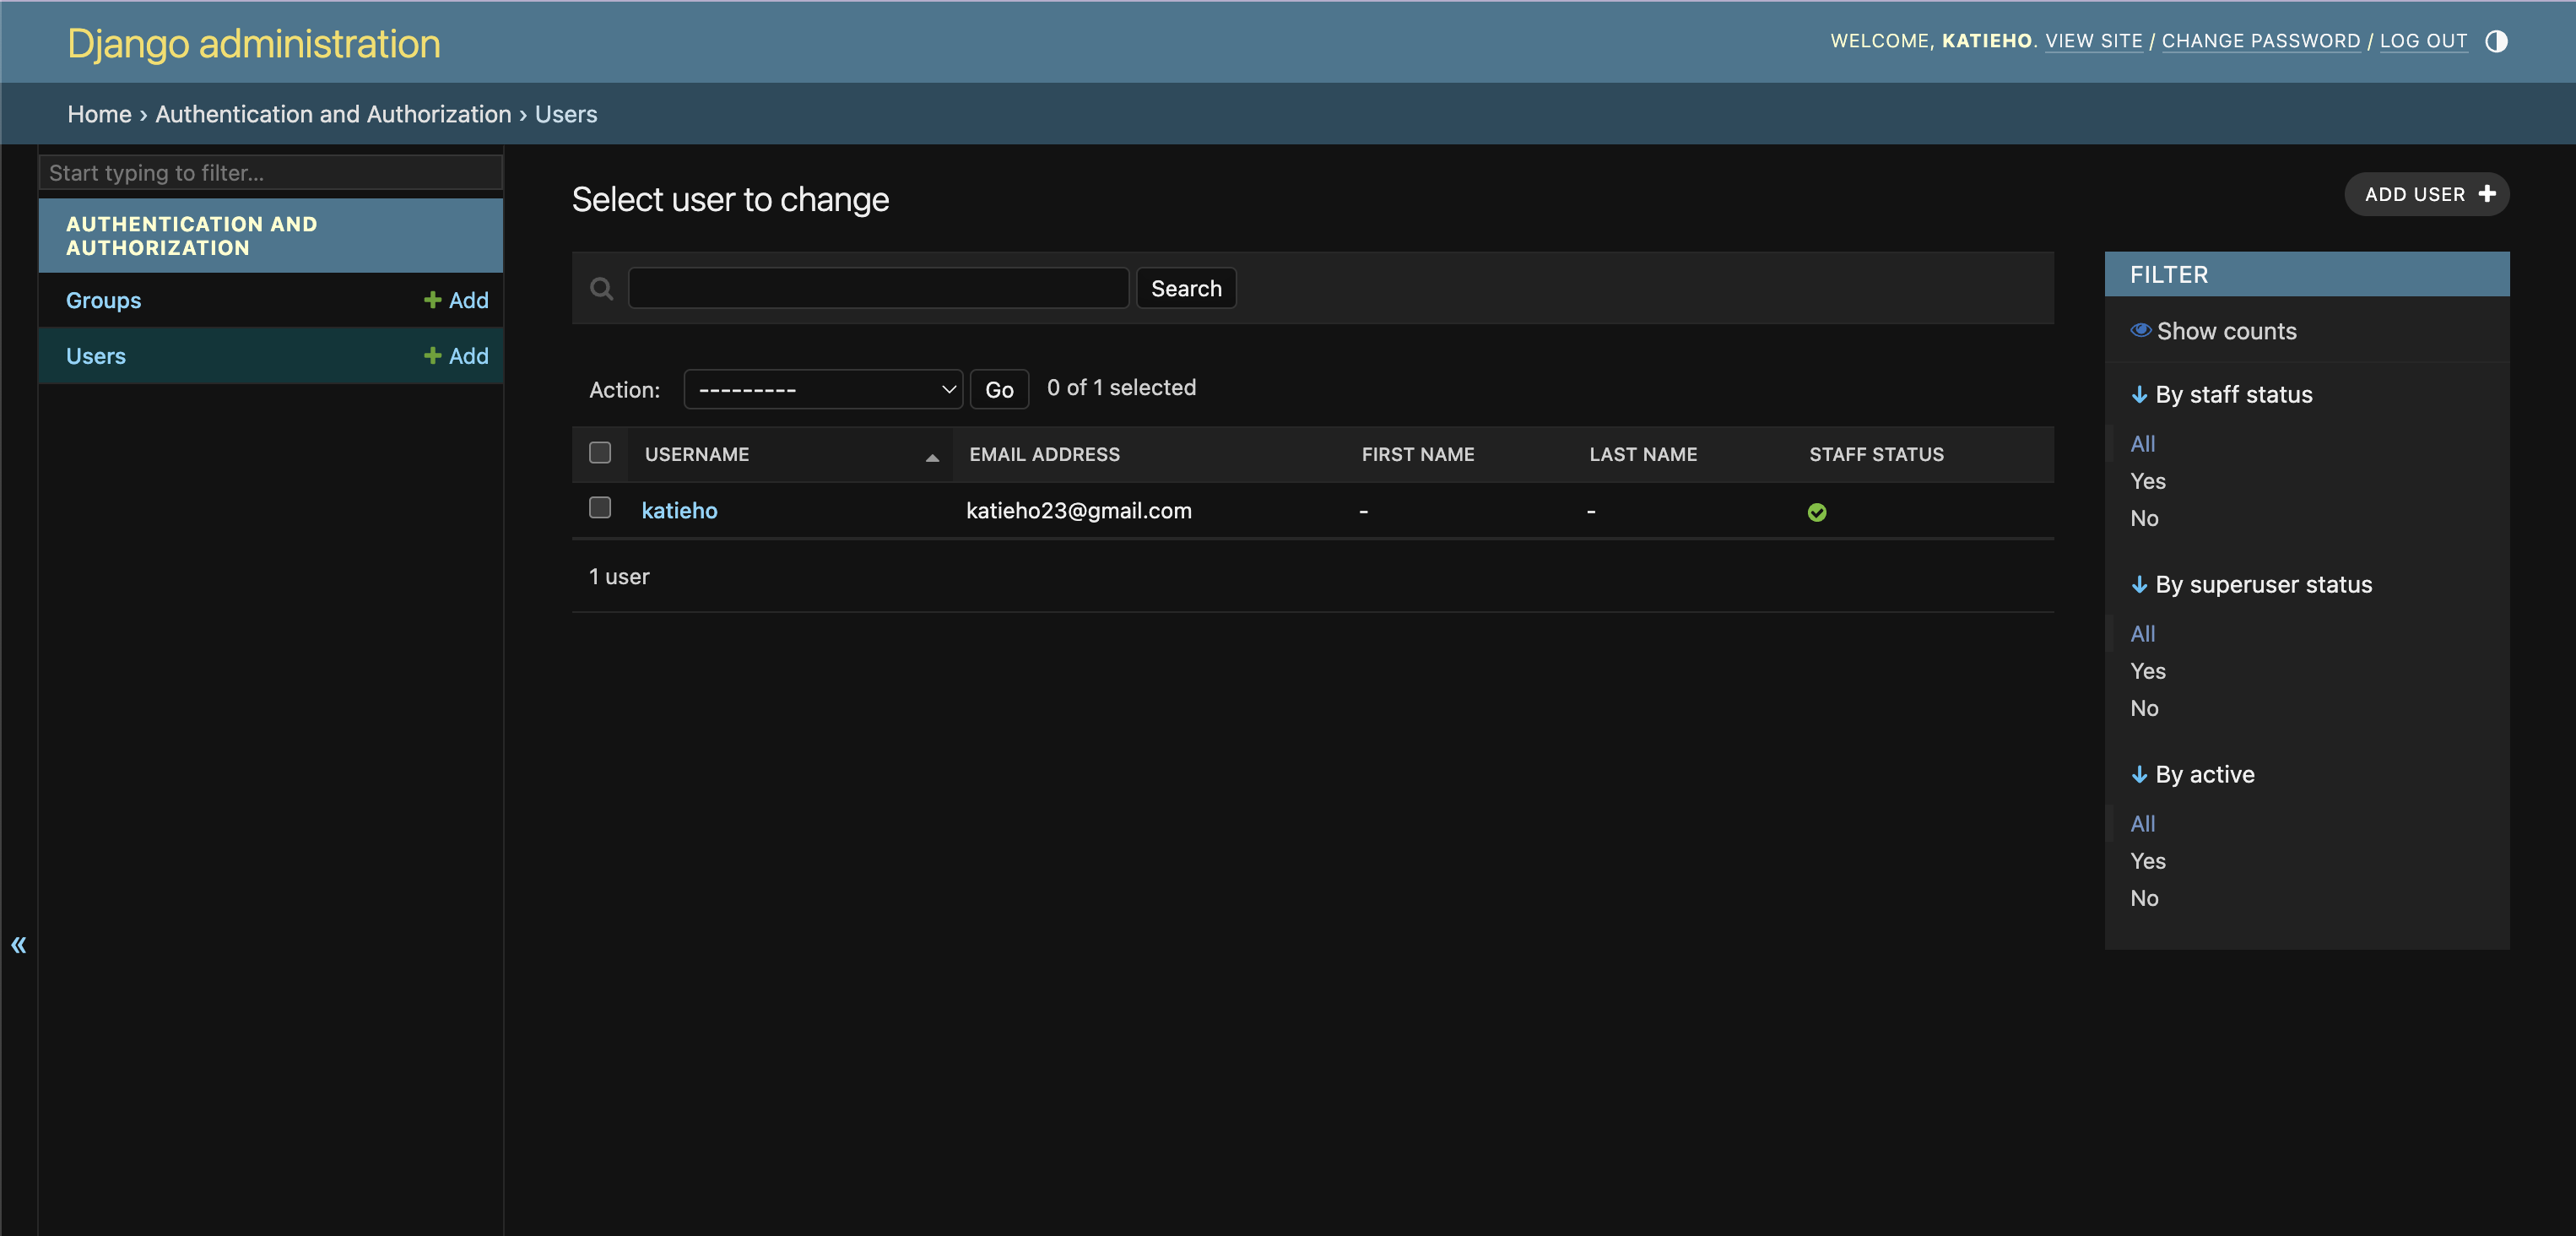 Django administration
WELCOME, KATIEHO. VIEW SITE / CHANGE PASSWORD / LOG OUT
Home › Authentication and Authorization › Users
Start typing to filter...
AUTHENTICATION AND
AUTHORIZATION
Groups + Add
Users + Add
«
Select user to change
ADD USER +
Search
Action: --------- Go 0 of 1 selected
USERNAME EMAIL ADDRESS FIRST NAME LAST NAME STAFF STATUS
katieho katieho23@gmail.com - -
1 user
FILTER
Show counts
↓ By staff status
All
Yes
No
↓ By superuser status
All
Yes
No
↓ By active
All
Yes
No